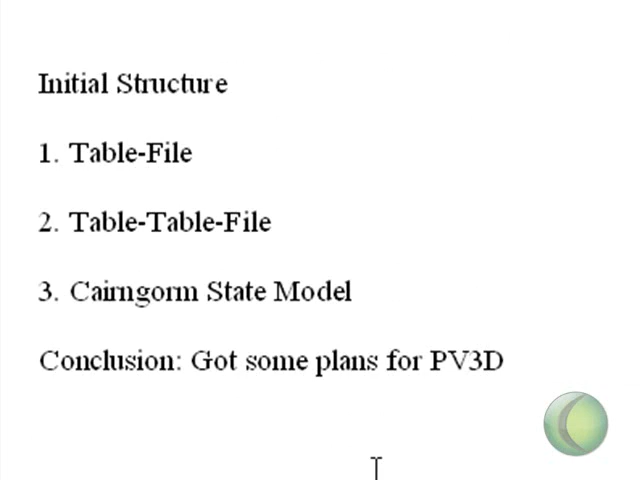 Initial Structure
1. Table-File
2. Table-Table-File
3. Cairngorm State Model
Conclusion: Got some plans for PV3D